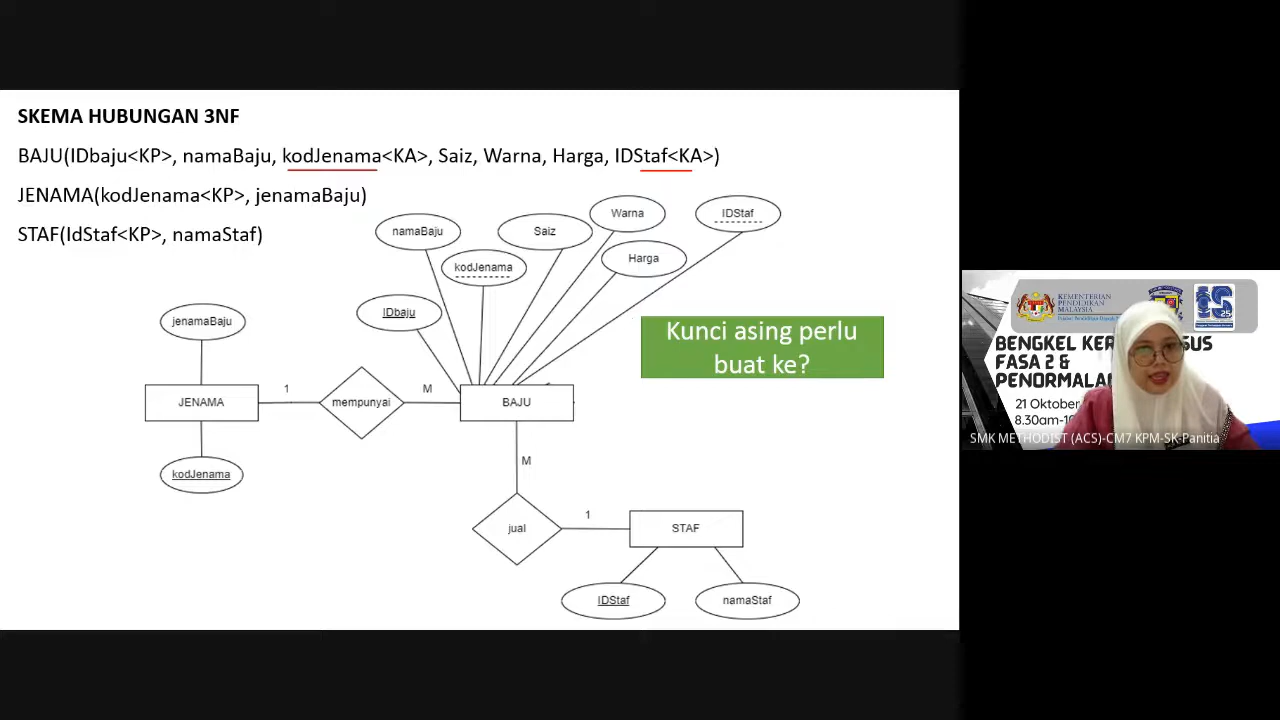 SKEMA HUBUNGAN 3NF
BAJU(IDbaju<KP>, namaBaju, kodJenama<KA>, Saiz, Warna, Harga, IDStaf<KA>)
JENAMA(kodJenama<KP>, jenamaBaju)
STAF(IdStaf<KP>, namaStaf)
namaBaju
Saiz
Warna
IDStaf
kodJenama
Harga
IDbaju
jenamaBaju
Kunci asing perlu
buat ke?
JENAMA
1
mempunyai
M
BAJU
kodJenama
M
jual
1
STAF
IDStaf
namaStaf
KEMENTERIAN
PENDIDIKAN
MALAYSIA
25
BENGKEL
FASA 2 &
21 Oktober
8.30am
SMK METHODIST (ACS)-CM7 KPM-SK-Panitia